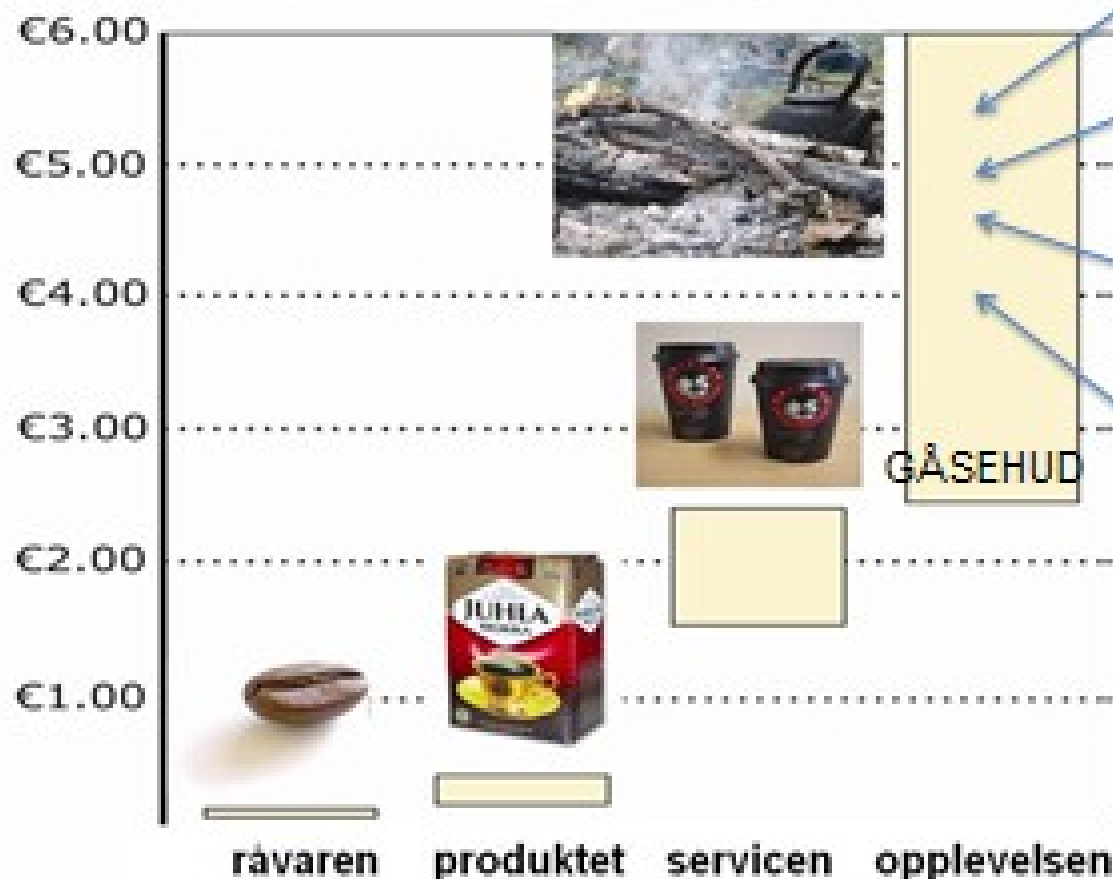 €6.00
€5.00
€4.00
€3.00
GÅSEHUD
€2.00
JUHLA
€1.00
råvaren produktet servicen opplevelsen